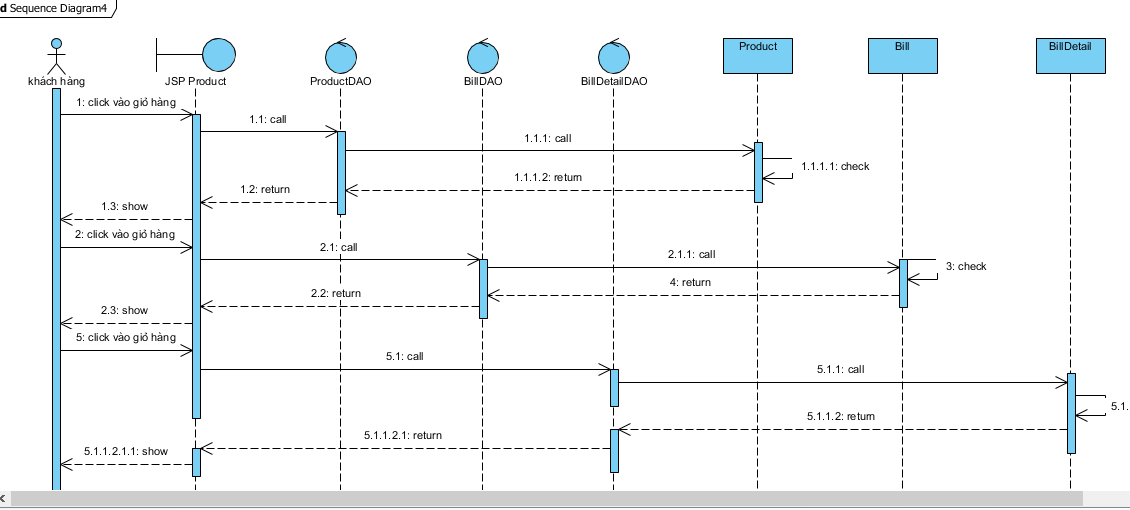 d Sequence Diagram4
khách hàng
JSP Product
ProductDAO
BillDAO
BillDetailDAO
Product
Bill
BillDetail
1: click vào giỏ hàng
1.1: call
1.1.1: call
1.1.1.1: check
1.1.1.2: return
1.2: return
1.3: show
2: click vào giỏ hàng
2.1: call
2.1.1: call
3: check
4: return
2.2: return
2.3: show
5: click vào giỏ hàng
5.1: call
5.1.1: call
5.1.
5.1.1.2: return
5.1.1.2.1: return
5.1.1.2.1.1: show